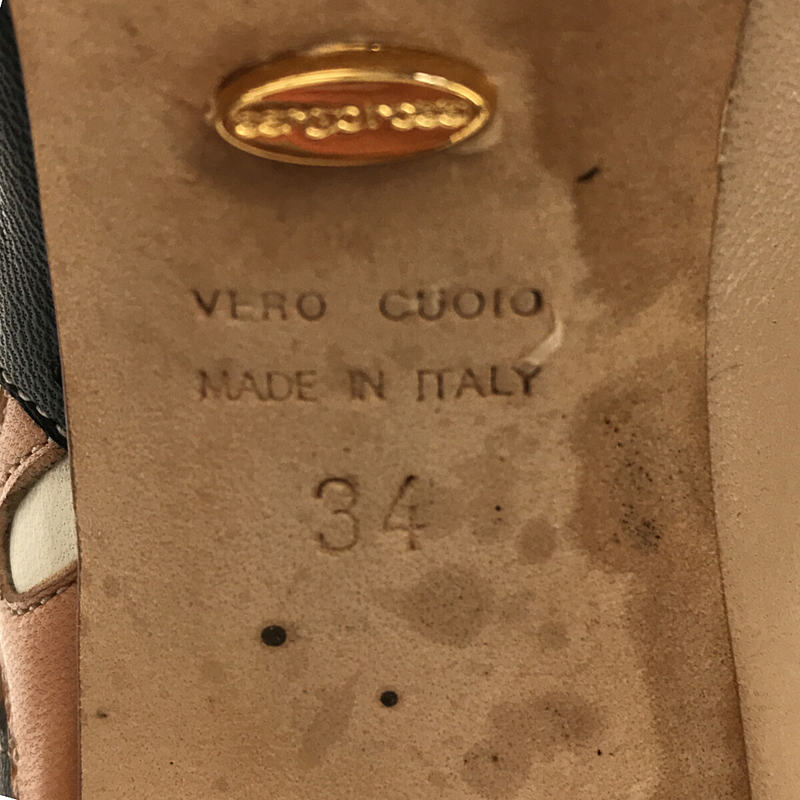 sergio rossi
VERO CUOIO
MADE IN ITALY
34